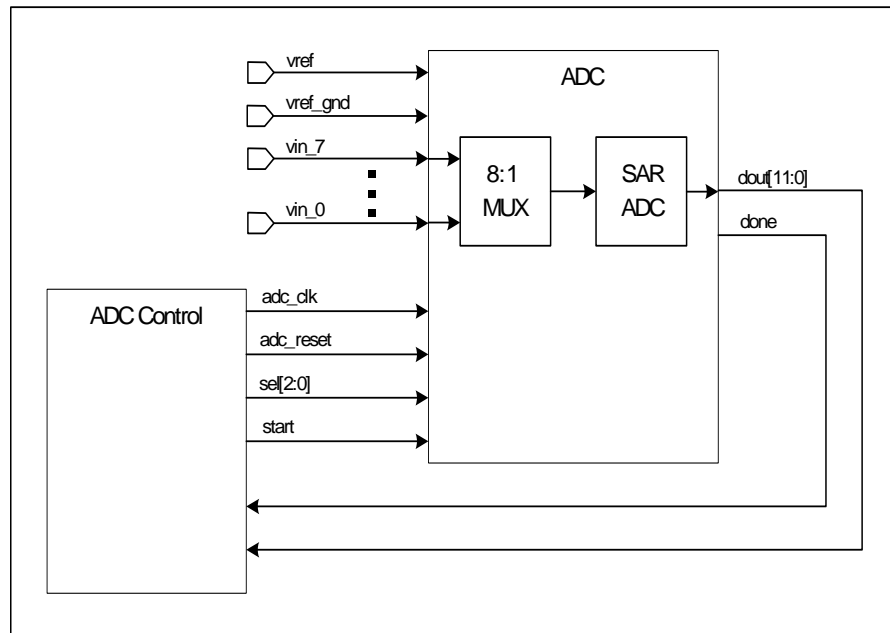 vref
ADC
vref_gnd
vin_7
8:1
MUX
SAR
ADC
dout[11:0]
vin_0
done
ADC Control
adc_clk
adc_reset
sel[2:0]
start